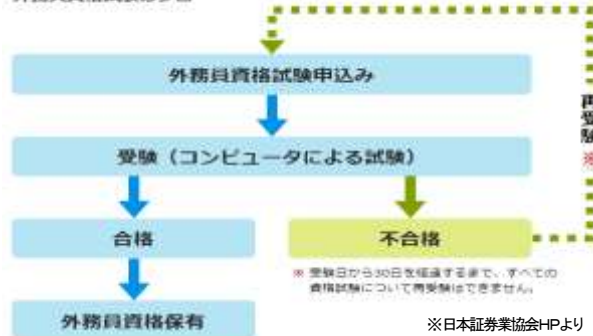 外務員資格試験申込み
再受験
※
受験（コンピュータによる試験）
合格
不合格
※ 受験日から30日を経過するまで、すべての
資格試験について再受験はできません。
外務員資格保有
※日本証券業協会HPより